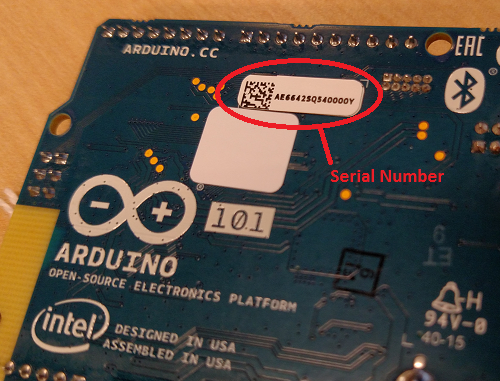 ARDUINO.CC
EAC
AE66425Q540000Y
Serial Number
101
ARDUINO
OPEN-SOURCE ELECTRONICS PLATFORM
intel
DESIGNED IN USA
ASSEMBLED IN USA
H
94V-0
40-15